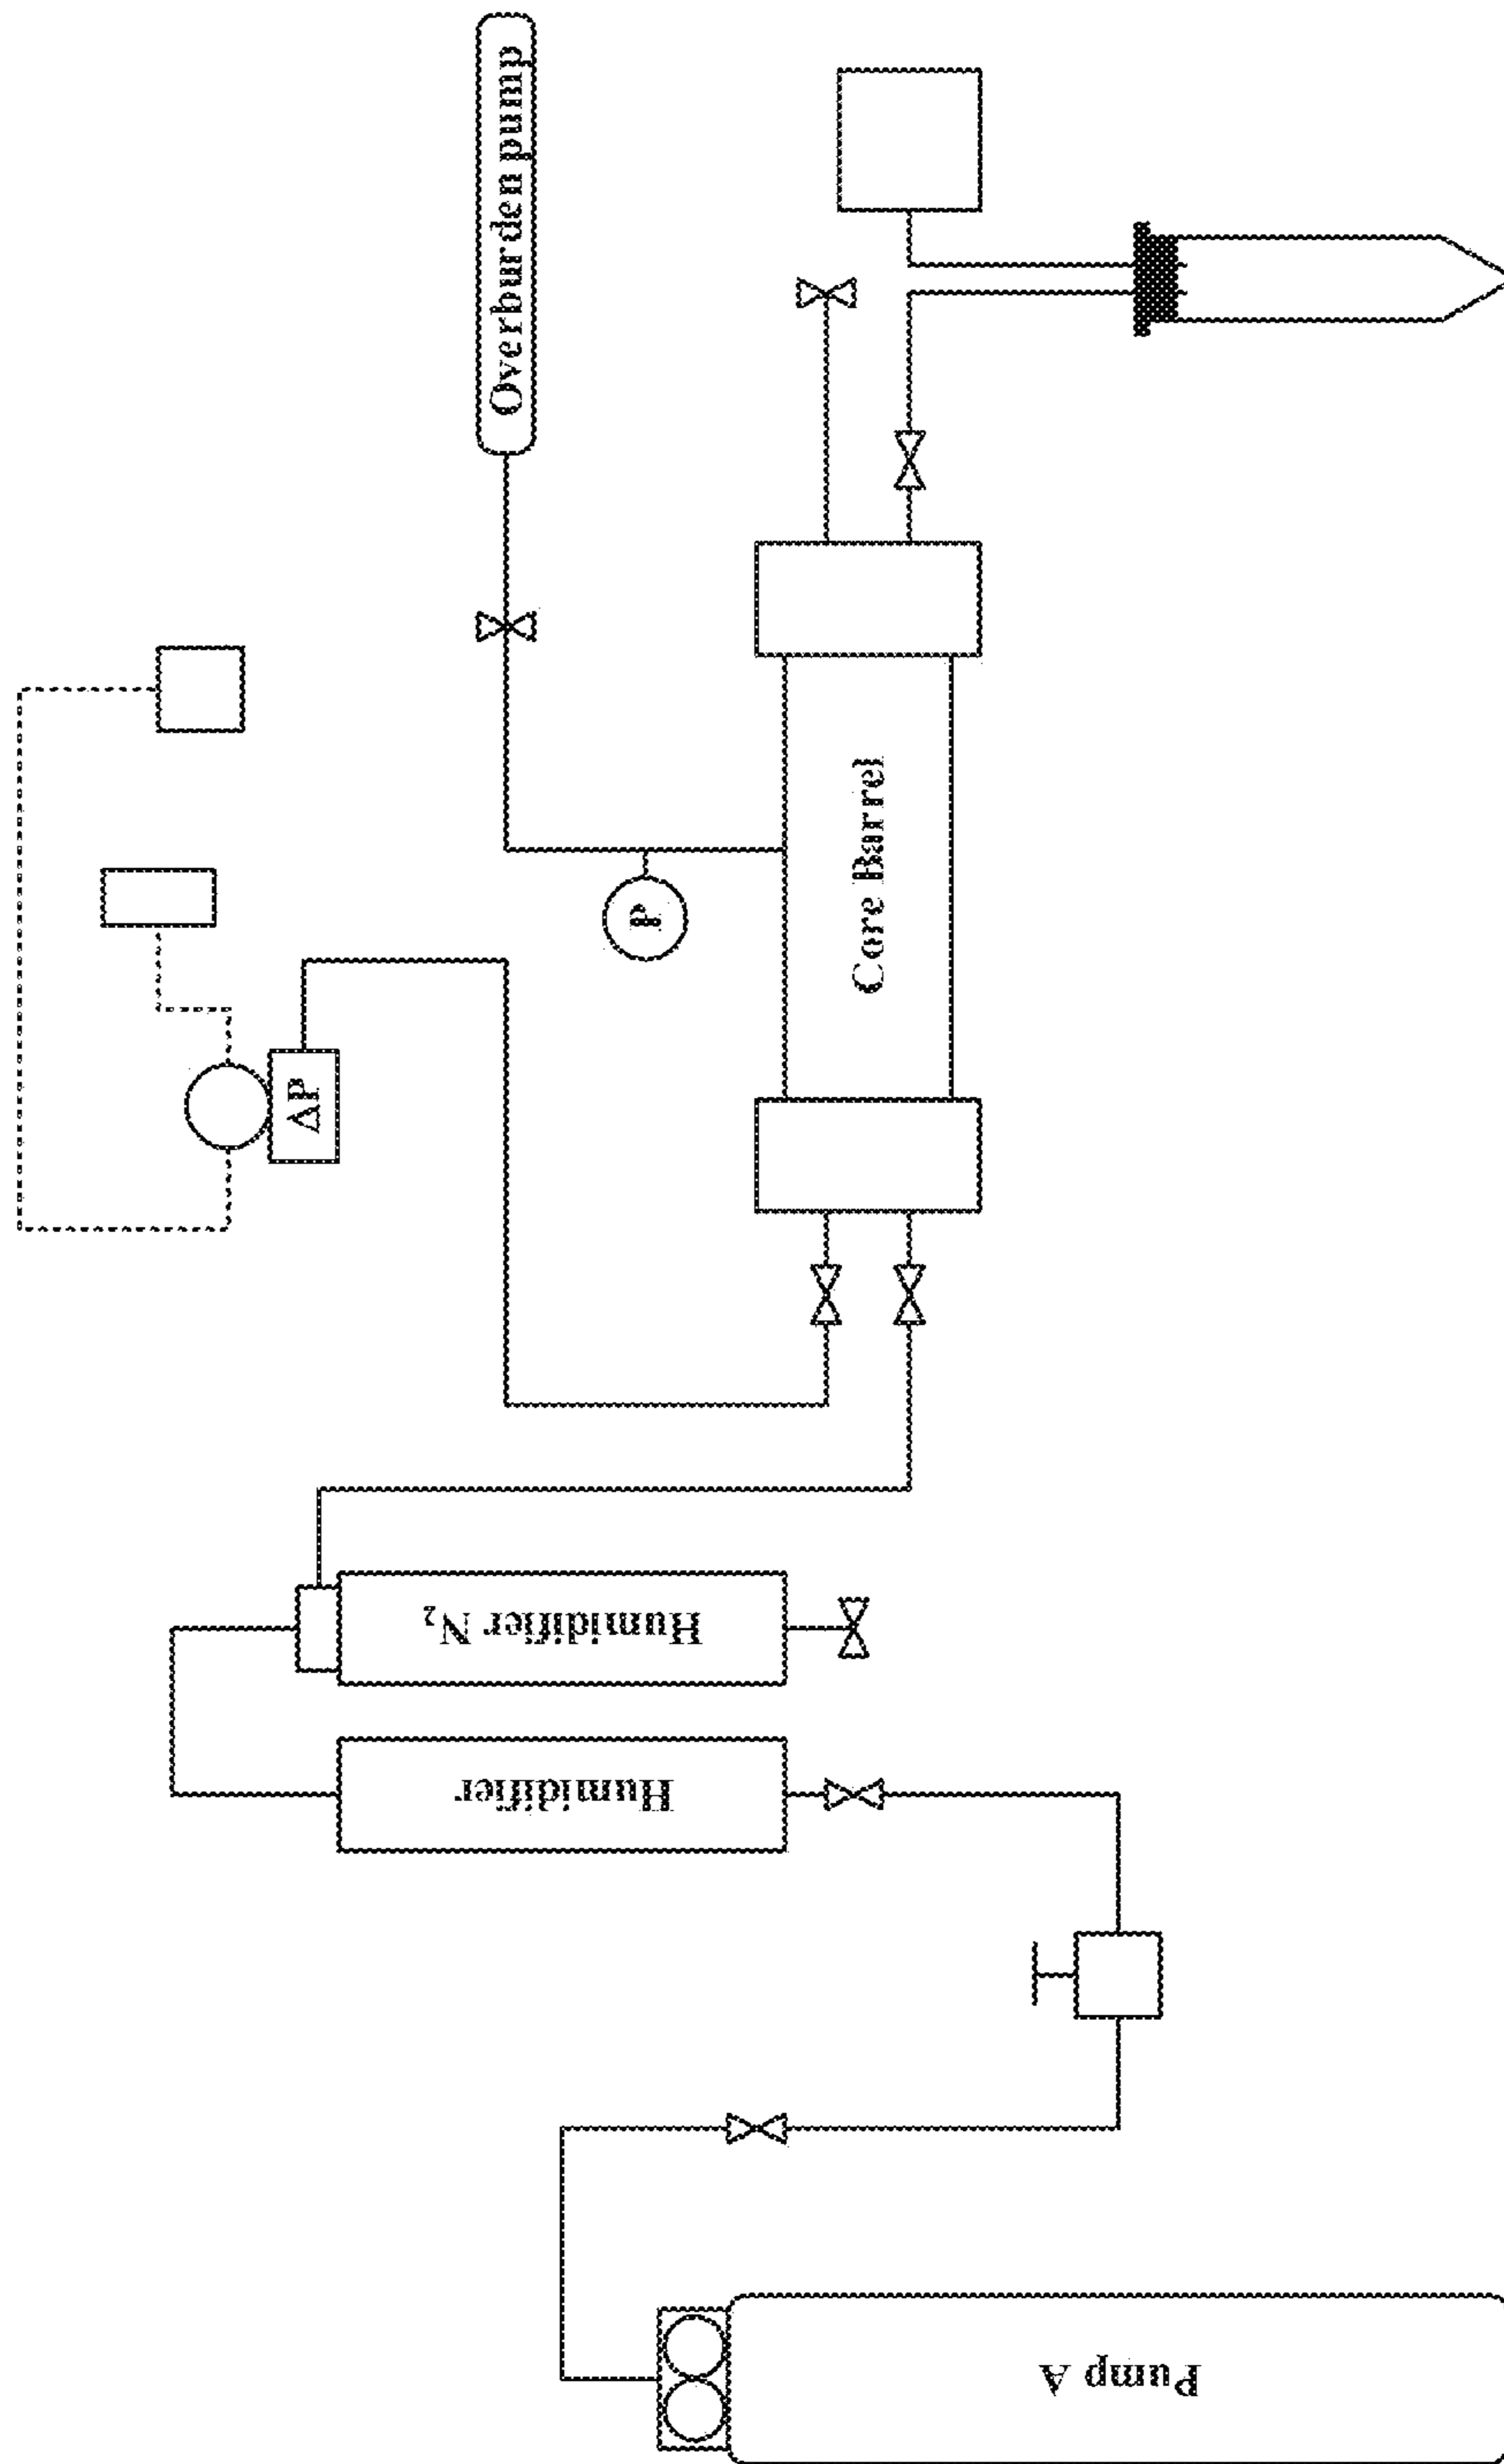 Overburden pump
P
Core Barrel
ΔP
Humidifier N₂
Humidifier
Pump A